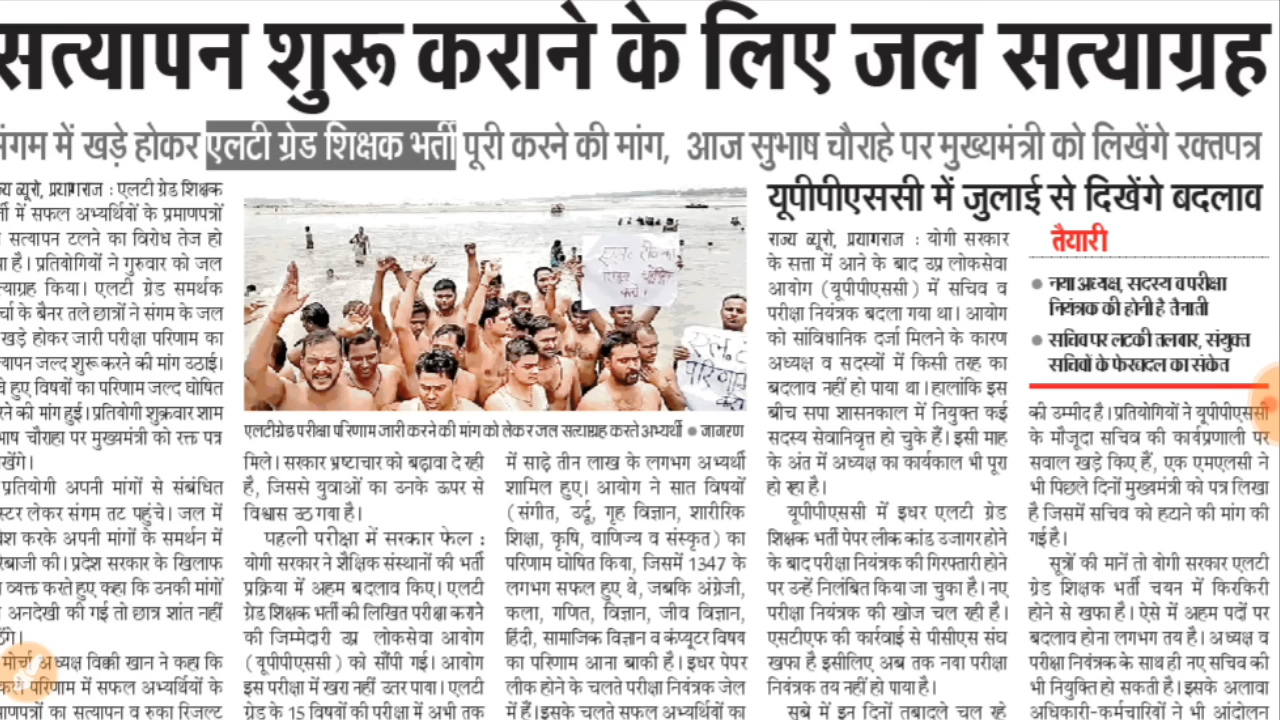 सत्यापन शुरू कराने के लिए जल सत्याग्रह
संगम में खड़े होकर एलटी ग्रेड शिक्षक भर्ती पूरी करने की मांग, आज सुभाष चौराहे पर मुख्यमंत्री को लिखेंगे रक्तपत्र
ब्यूरो, प्रयागराज : एलटी ग्रेड शिक्षक
में सफल अभ्यर्थियों के प्रमाणपत्रों
सत्यापन टलने का विरोध तेज हो
है। प्रतियोगियों ने गुरुवार को जल
किया। एलटी ग्रेड समर्थक
के बैनर तले छात्रों ने संगम के जल
खड़े होकर जारी परीक्षा परिणाम का
जल्द शुरू करने की मांग उठाई।
हुए विषयों का परिणाम जल्द घोषित
की मांग हुई। प्रतियोगी शुक्रवार शाम
चौराहा पर मुख्यमंत्री को रक्त पत्र
प्रतियोगी अपनी मांगों से संबंधित
लेकर संगम तट पहुंचे। जल में
करके अपनी मांगों के समर्थन में
की। प्रदेश सरकार के खिलाफ
व्यक्त करते हुए कहा कि उनकी मांगों
अनदेखी की गई तो छात्र शांत नहीं
मोर्चा अध्यक्ष विक्की खान ने कहा कि
परिणाम में सफल अभ्यर्थियों के
का सत्यापन व रुका रिजल्ट
एलटी ग्रेड परीक्षा परिणाम जारी करने की मांग को लेकर जल सत्याग्रह करते अभ्यर्थी ● जागरण
मिले। सरकार भ्रष्टाचार को बढ़ावा दे रही
है, जिससे युवाओं का उनके ऊपर से
विश्वास उठ गया है।
पहली परीक्षा में सरकार फेल :
योगी सरकार ने शैक्षिक संस्थानों की भर्ती
प्रक्रिया में अहम बदलाव किए। एलटी
ग्रेड शिक्षक भर्ती की लिखित परीक्षा कराने
की जिम्मेदारी उप्र लोकसेवा आयोग
(यूपीपीएससी) को सौंपी गई। आयोग
इस परीक्षा में खरा नहीं उतर पाया। एलटी
ग्रेड के 15 विषयों की परीक्षा में अभी तक
में साढ़े तीन लाख के लगभग अभ्यर्थी
शामिल हुए। आयोग ने सात विषयों
(संगीत, उर्दू, गृह विज्ञान, शारीरिक
शिक्षा, कृषि, वाणिज्य व संस्कृत) का
परिणाम घोषित किया, जिसमें 1347 के
लगभग सफल हुए थे, जबकि अंग्रेजी,
कला, गणित, विज्ञान, जीव विज्ञान,
हिंदी, सामाजिक विज्ञान व कंप्यूटर विषय
का परिणाम आना बाकी है। इधर पेपर
लीक होने के चलते परीक्षा नियंत्रक जेल
में हैं। इसके चलते सफल अभ्यर्थियों का
यूपीपीएससी में जुलाई से दिखेंगे बदलाव
राज्य ब्यूरो, प्रयागराज : योगी सरकार
के सत्ता में आने के बाद उप्र लोकसेवा
आयोग (यूपीपीएससी) में सचिव व
परीक्षा नियंत्रक बदला गया था। आयोग
को सांविधानिक दर्जा मिलने के कारण
अध्यक्ष व सदस्यों में किसी तरह का
बदलाव नहीं हो पाया था। हालांकि इस
बीच सपा शासनकाल में नियुक्त कई
सदस्य सेवानिवृत्त हो चुके हैं। इसी माह
के अंत में अध्यक्ष का कार्यकाल भी पूरा
हो रहा है।
यूपीपीएससी में इधर एलटी ग्रेड
शिक्षक भर्ती पेपर लीक कांड उजागर होने
के बाद परीक्षा नियंत्रक की गिरफ्तारी होने
पर उन्हें निलंबित किया जा चुका है। नए
परीक्षा नियंत्रक की खोज चल रही है।
एसटीएफ की कार्रवाई से पीसीएस संघ
खफा है इसीलिए अब तक नया परीक्षा
नियंत्रक तय नहीं हो पाया है।
सूबे में इन दिनों तबादले चल रहे
तैयारी
● नया अध्यक्ष, सदस्य व परीक्षा
नियंत्रक की होनी है तैनाती
● सचिव पर लटकी तलवार, संयुक्त
सचिवों के फेरबदल का संकेत
की उम्मीद है। प्रतियोगियों ने यूपीपीएससी
के मौजूदा सचिव की कार्यप्रणाली पर
सवाल खड़े किए हैं, एक एमएलसी ने
भी पिछले दिनों मुख्यमंत्री को पत्र लिखा
है जिसमें सचिव को हटाने की मांग की
गई है।
सूत्रों की मानें तो योगी सरकार एलटी
ग्रेड शिक्षक भर्ती चयन में किरकिरी
होने से खफा है। ऐसे में अहम पदों पर
बदलाव होना लगभग तय है। अध्यक्ष व
परीक्षा नियंत्रक के साथ ही नए सचिव की
भी नियुक्ति हो सकती है। इसके अलावा
अधिकारी-कर्मचारियों ने भी आंदोलन